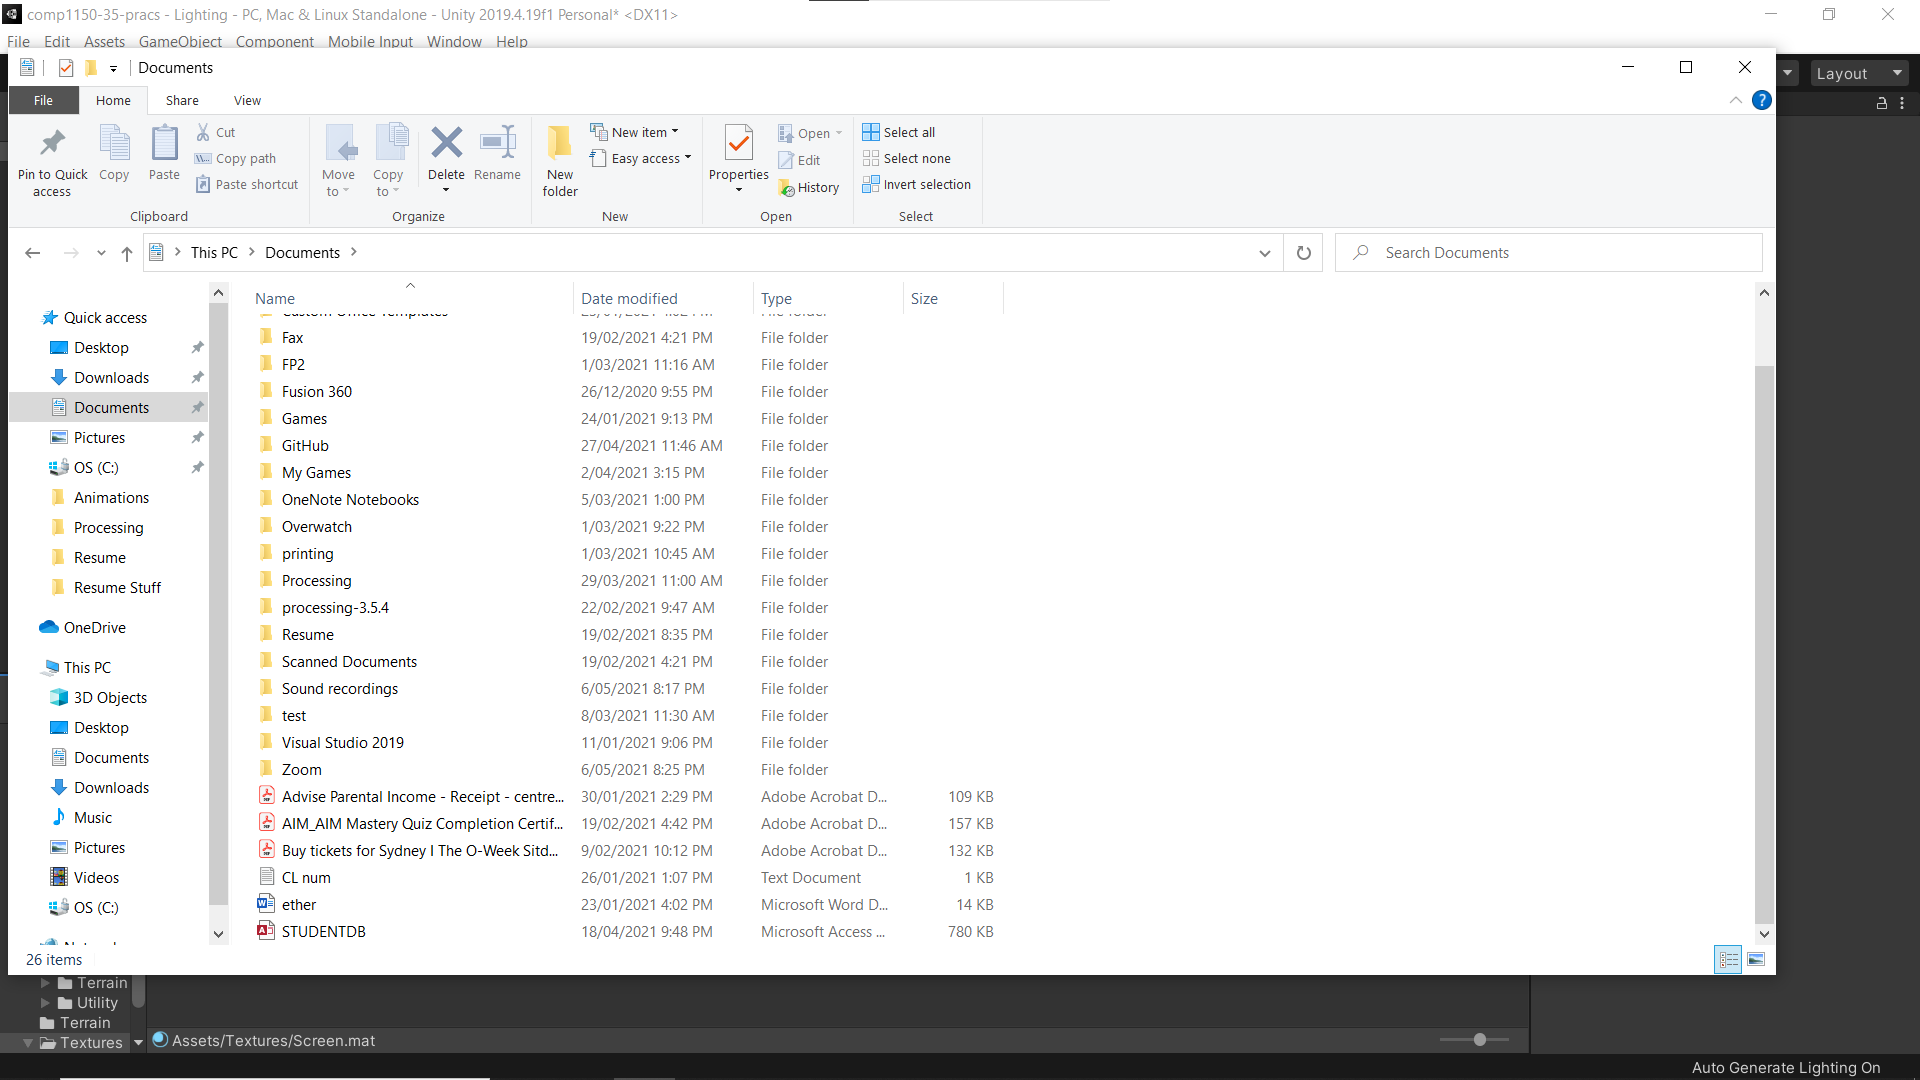 comp1150-35-pracs - Lighting - PC, Mac & Linux Standalone - Unity 2019.4.19f1 Personal* <DX11>
File Edit Assets GameObject Component Mobile Input Window Help
Documents
Layout
File Home Share View
Pin to Quick access
Copy
Paste
Cut
Copy path
Paste shortcut
Clipboard
Move to
Copy to
Delete
Rename
Organize
New folder
New item
Easy access
New
Properties
Open
Edit
History
Open
Select all
Select none
Invert selection
Select
This PC Documents
Search Documents
Quick access
Desktop
Downloads
Documents
Pictures
OS (C:)
Animations
Processing
Resume
Resume Stuff
OneDrive
This PC
3D Objects
Desktop
Documents
Downloads
Music
Pictures
Videos
OS (C:)
Name Date modified Type Size
Custom Office Templates
Fax 19/02/2021 4:21 PM File folder
FP2 1/03/2021 11:16 AM File folder
Fusion 360 26/12/2020 9:55 PM File folder
Games 24/01/2021 9:13 PM File folder
GitHub 27/04/2021 11:46 AM File folder
My Games 2/04/2021 3:15 PM File folder
OneNote Notebooks 5/03/2021 1:00 PM File folder
Overwatch 1/03/2021 9:22 PM File folder
printing 1/03/2021 10:45 AM File folder
Processing 29/03/2021 11:00 AM File folder
processing-3.5.4 22/02/2021 9:47 AM File folder
Resume 19/02/2021 8:35 PM File folder
Scanned Documents 19/02/2021 4:21 PM File folder
Sound recordings 6/05/2021 8:17 PM File folder
test 8/03/2021 11:30 AM File folder
Visual Studio 2019 11/01/2021 9:06 PM File folder
Zoom 6/05/2021 8:25 PM File folder
Advise Parental Income - Receipt - centre... 30/01/2021 2:29 PM Adobe Acrobat D... 109 KB
AIM_AIM Mastery Quiz Completion Certif... 19/02/2021 4:42 PM Adobe Acrobat D... 157 KB
Buy tickets for Sydney I The O-Week Sitd... 9/02/2021 10:12 PM Adobe Acrobat D... 132 KB
CL num 26/01/2021 1:07 PM Text Document 1 KB
ether 23/01/2021 4:02 PM Microsoft Word D... 14 KB
STUDENTDB 18/04/2021 9:48 PM Microsoft Access ... 780 KB
26 items
Terrain
Utility
Terrain
Textures
Assets/Textures/Screen.mat
Auto Generate Lighting On